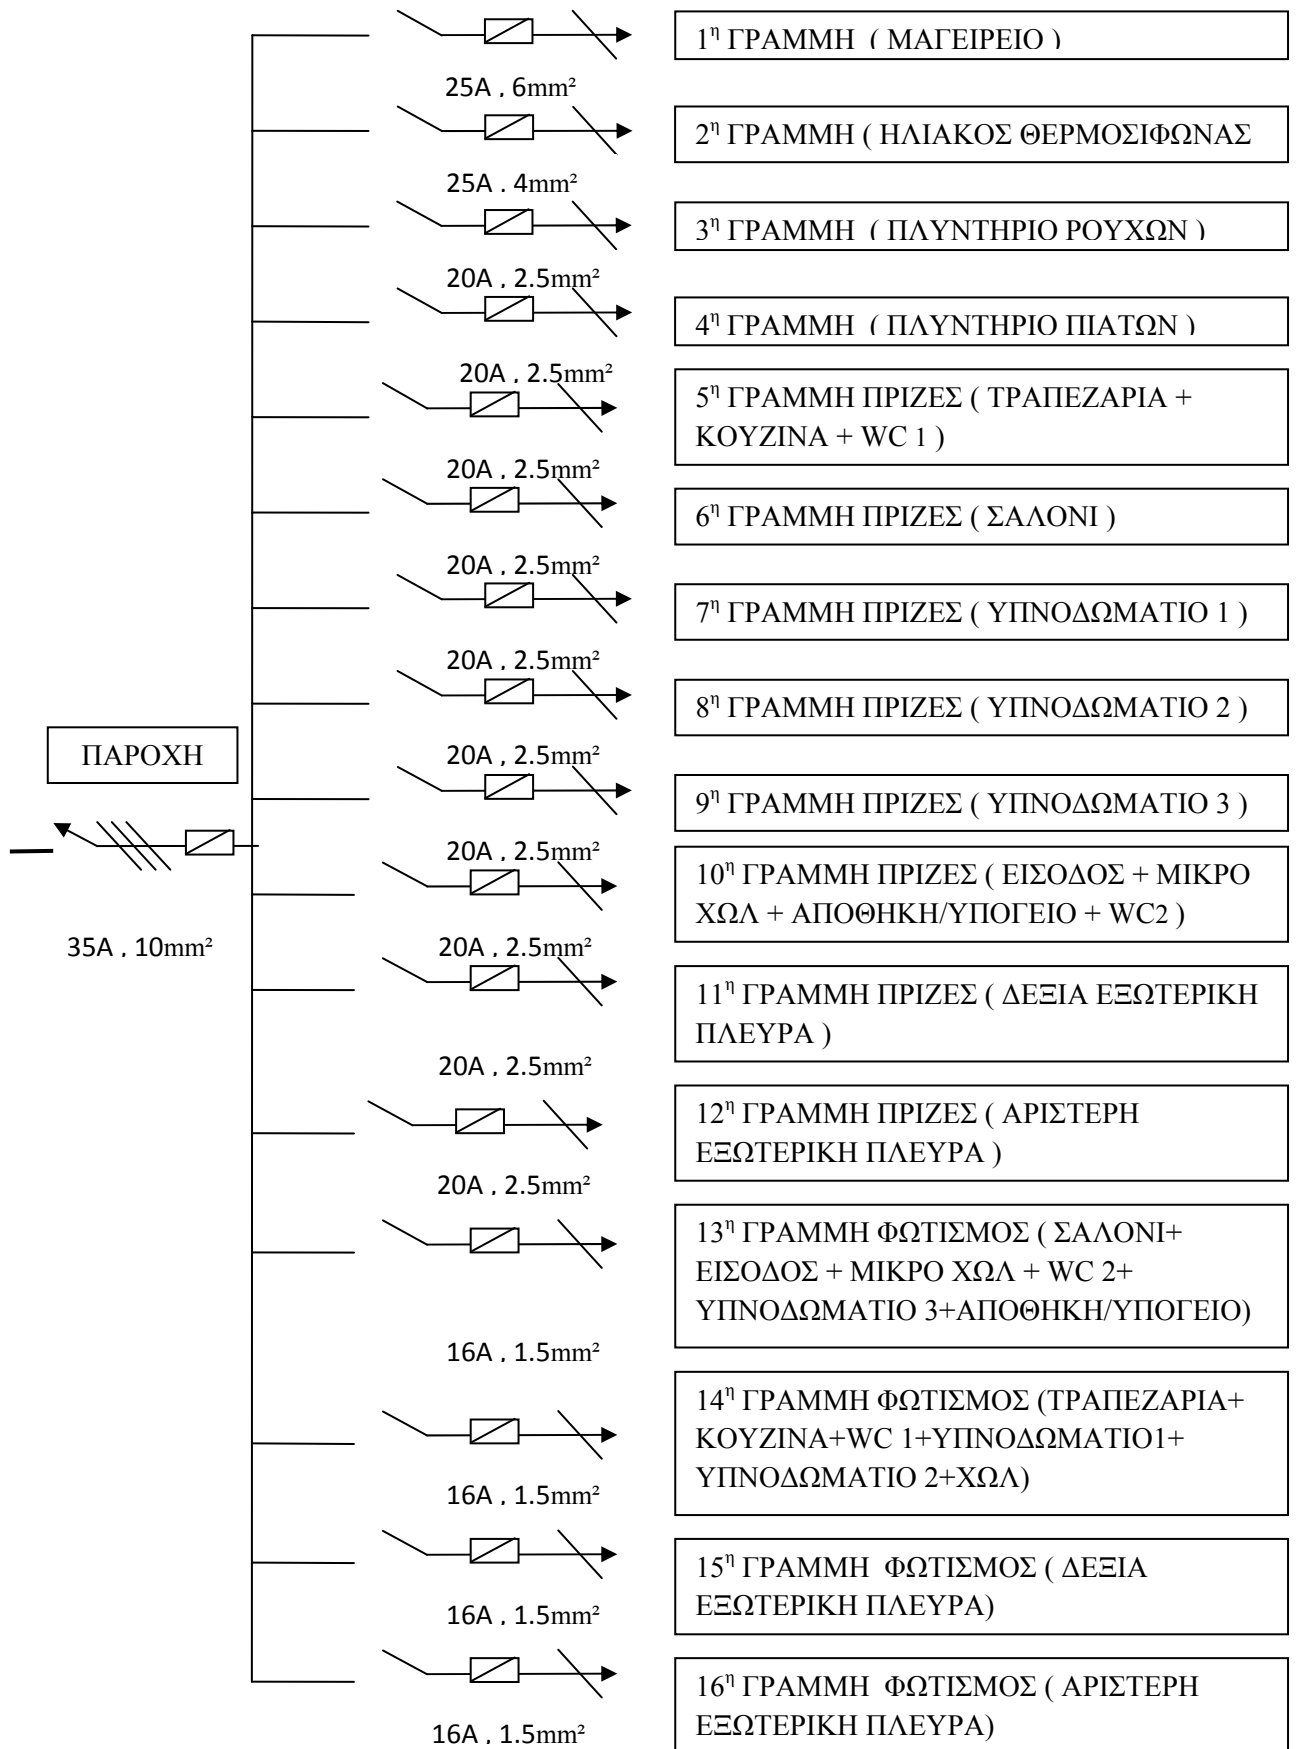 1η ΓΡΑΜΜΗ ( ΜΑΓΕΙΡΕΙΟ )
25A , 6mm²
2η ΓΡΑΜΜΗ ( ΗΛΙΑΚΟΣ ΘΕΡΜΟΣΙΦΩΝΑΣ
25A , 4mm²
3η ΓΡΑΜΜΗ ( ΠΛΥΝΤΗΡΙΟ ΡΟΥΧΩΝ )
20A , 2.5mm²
4η ΓΡΑΜΜΗ ( ΠΛΥΝΤΗΡΙΟ ΠΙΑΤΩΝ )
20A , 2.5mm²
5η ΓΡΑΜΜΗ ΠΡΙΖΕΣ ( ΤΡΑΠΕΖΑΡΙΑ +
ΚΟΥΖΙΝΑ + WC 1 )
20A , 2.5mm²
6η ΓΡΑΜΜΗ ΠΡΙΖΕΣ ( ΣΑΛΟΝΙ )
20A , 2.5mm²
7η ΓΡΑΜΜΗ ΠΡΙΖΕΣ ( ΥΠΝΟΔΩΜΑΤΙΟ 1 )
20A , 2.5mm²
8η ΓΡΑΜΜΗ ΠΡΙΖΕΣ ( ΥΠΝΟΔΩΜΑΤΙΟ 2 )
ΠΑΡΟΧΗ
20A , 2.5mm²
9η ΓΡΑΜΜΗ ΠΡΙΖΕΣ ( ΥΠΝΟΔΩΜΑΤΙΟ 3 )
20A , 2.5mm²
10η ΓΡΑΜΜΗ ΠΡΙΖΕΣ ( ΕΙΣΟΔΟΣ + ΜΙΚΡΟ
ΧΩΛ + ΑΠΟΘΗΚΗ/ΥΠΟΓΕΙΟ + WC2 )
35A , 10mm²
20A , 2.5mm²
11η ΓΡΑΜΜΗ ΠΡΙΖΕΣ ( ΔΕΞΙΑ ΕΞΩΤΕΡΙΚΗ
ΠΛΕΥΡΑ )
20A , 2.5mm²
12η ΓΡΑΜΜΗ ΠΡΙΖΕΣ ( ΑΡΙΣΤΕΡΗ
ΕΞΩΤΕΡΙΚΗ ΠΛΕΥΡΑ )
20A , 2.5mm²
13η ΓΡΑΜΜΗ ΦΩΤΙΣΜΟΣ ( ΣΑΛΟΝΙ+
ΕΙΣΟΔΟΣ + ΜΙΚΡΟ ΧΩΛ + WC 2+
ΥΠΝΟΔΩΜΑΤΙΟ 3+ΑΠΟΘΗΚΗ/ΥΠΟΓΕΙΟ)
16A , 1.5mm²
14η ΓΡΑΜΜΗ ΦΩΤΙΣΜΟΣ (ΤΡΑΠΕΖΑΡΙΑ+
ΚΟΥΖΙΝΑ+WC 1+ΥΠΝΟΔΩΜΑΤΙΟ1+
ΥΠΝΟΔΩΜΑΤΙΟ 2+ΧΩΛ)
16A , 1.5mm²
15η ΓΡΑΜΜΗ ΦΩΤΙΣΜΟΣ ( ΔΕΞΙΑ
ΕΞΩΤΕΡΙΚΗ ΠΛΕΥΡΑ)
16A , 1.5mm²
16η ΓΡΑΜΜΗ ΦΩΤΙΣΜΟΣ ( ΑΡΙΣΤΕΡΗ
ΕΞΩΤΕΡΙΚΗ ΠΛΕΥΡΑ)
16A , 1.5mm²